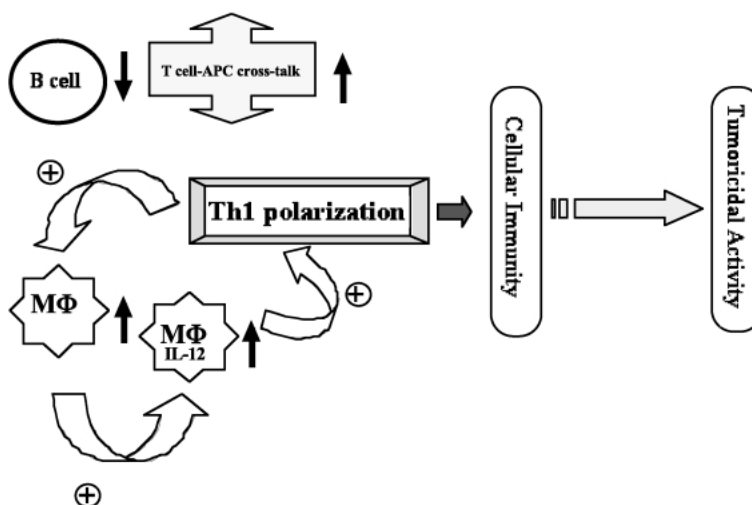 B cell
T cell-APC cross-talk
Th1 polarization
Cellular Immunity
Tumoricidal Activity
MΦ
MΦ
IL-12